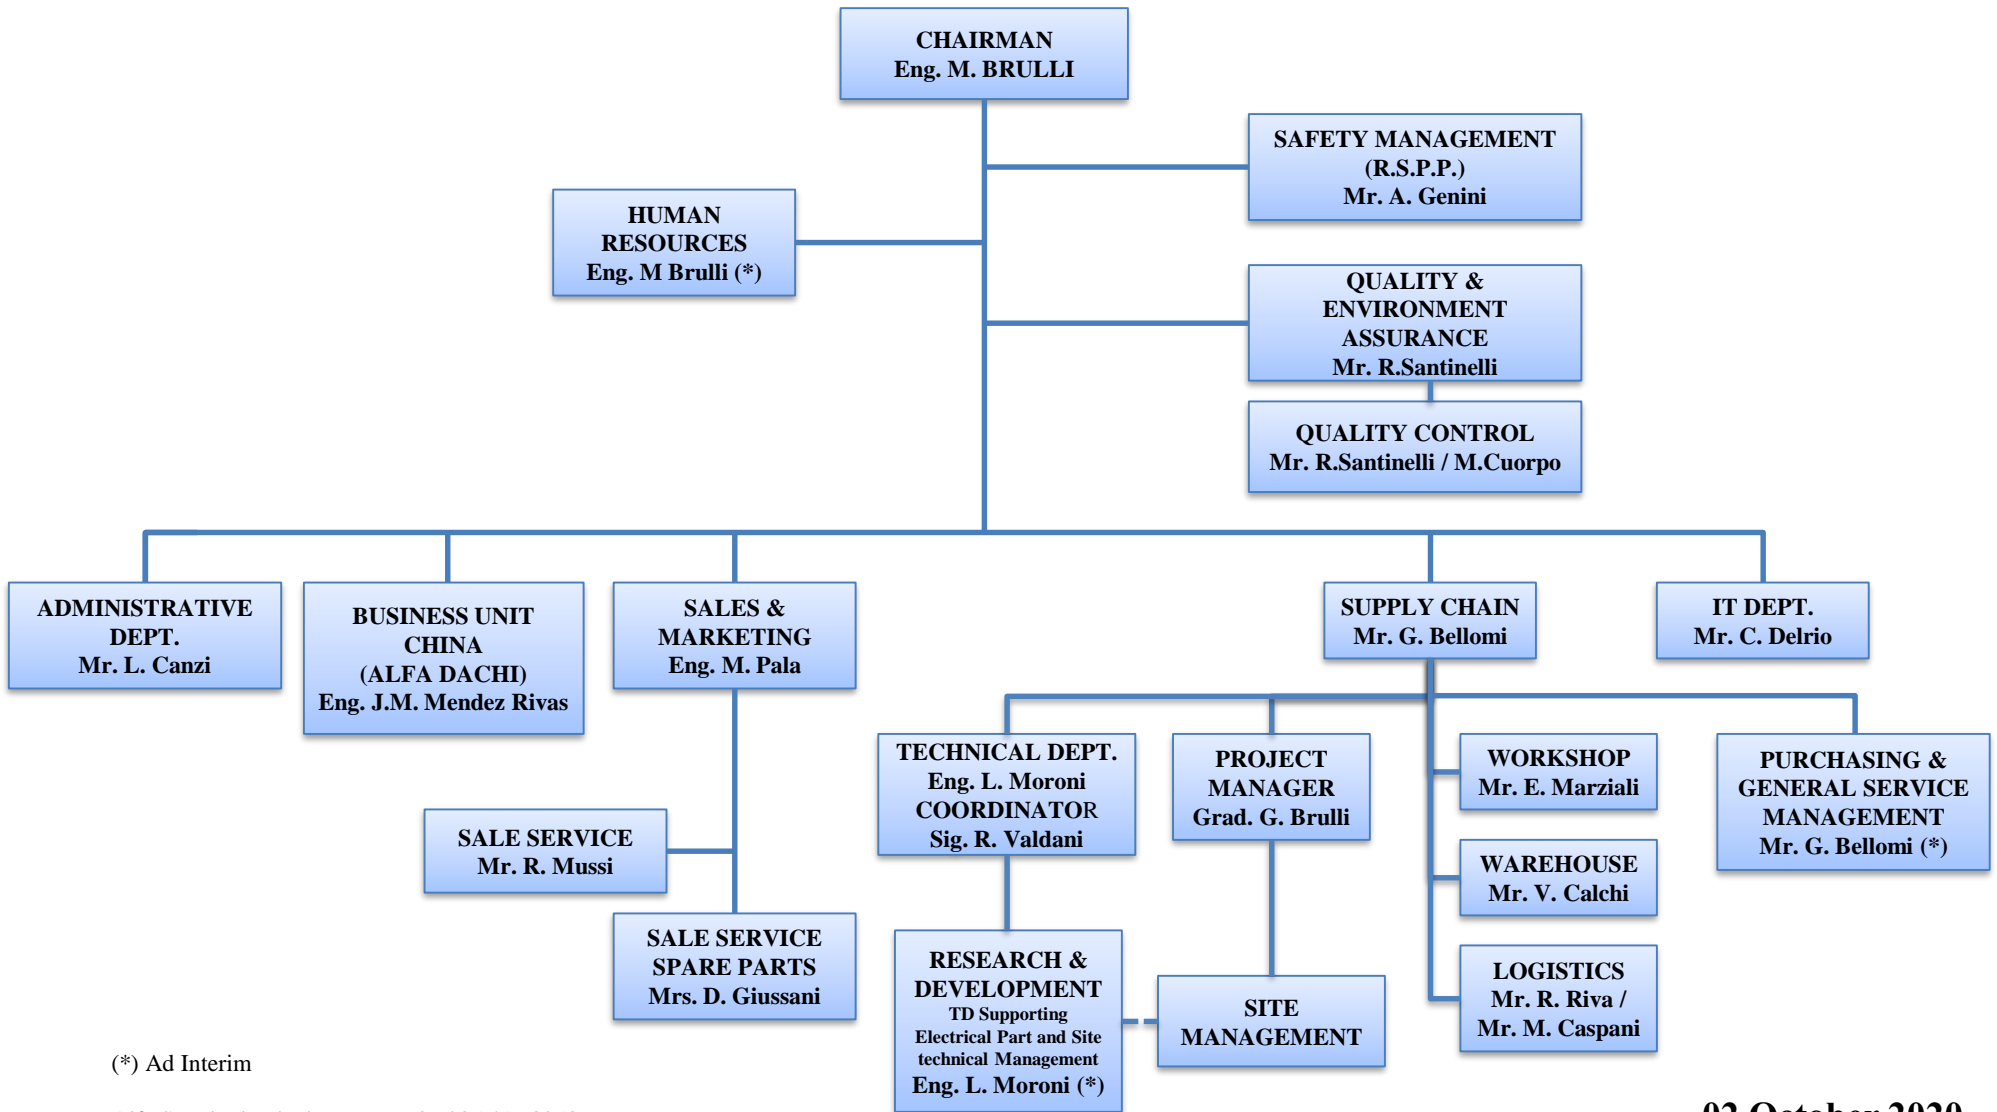 CHAIRMAN
Eng. M. BRULLI
SAFETY MANAGEMENT
(R.S.P.P.)
Mr. A. Genini
HUMAN
RESOURCES
Eng. M Brulli (*)
QUALITY &
ENVIRONMENT
ASSURANCE
Mr. R.Santinelli
QUALITY CONTROL
Mr. R.Santinelli / M.Cuorpo
ADMINISTRATIVE
DEPT.
Mr. L. Canzi
BUSINESS UNIT
CHINA
(ALFA DACHI)
Eng. J.M. Mendez Rivas
SALES &
MARKETING
Eng. M. Pala
SUPPLY CHAIN
Mr. G. Bellomi
IT DEPT.
Mr. C. Delrio
TECHNICAL DEPT.
Eng. L. Moroni
COORDINATOR
Sig. R. Valdani
PROJECT
MANAGER
Grad. G. Brulli
WORKSHOP
Mr. E. Marziali
PURCHASING &
GENERAL SERVICE
MANAGEMENT
Mr. G. Bellomi (*)
SALE SERVICE
Mr. R. Mussi
WAREHOUSE
Mr. V. Calchi
SALE SERVICE
SPARE PARTS
Mrs. D. Giussani
RESEARCH &
DEVELOPMENT
TD Supporting
Electrical Part and Site
technical Management
Eng. L. Moroni (*)
SITE
MANAGEMENT
LOGISTICS
Mr. R. Riva /
Mr. M. Caspani
(*) Ad Interim
02 October 2020